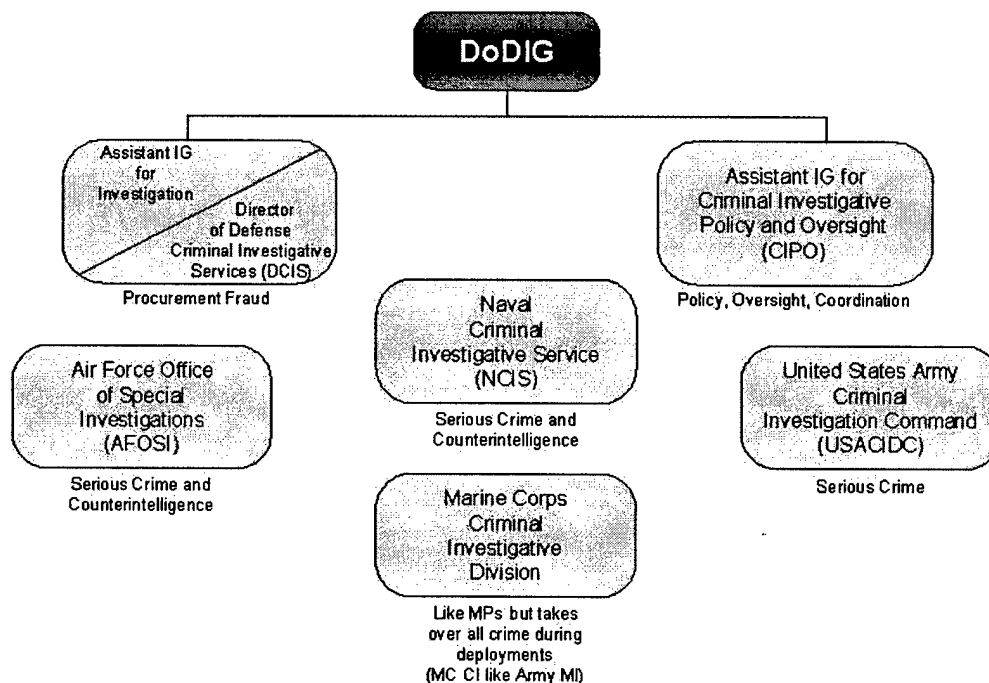 DoDIG
Assistant IG
for
Investigation
Director
of Defense
Criminal Investigative
Services (DCIS)
Procurement Fraud
Assistant IG for
Criminal Investigative
Policy and Oversight
(CIPO)
Policy, Oversight, Coordination
Naval
Criminal
Investigative Service
(NCIS)
Serious Crime and
Counterintelligence
Air Force Office
of Special
Investigations
(AFOSI)
Serious Crime and
Counterintelligence
United States Army
Criminal
Investigation Command
(USACIDC)
Serious Crime
Marine Corps
Criminal
Investigative
Division
Like MPs but takes
over all crime during
deployments
(MC CI like Army MI)